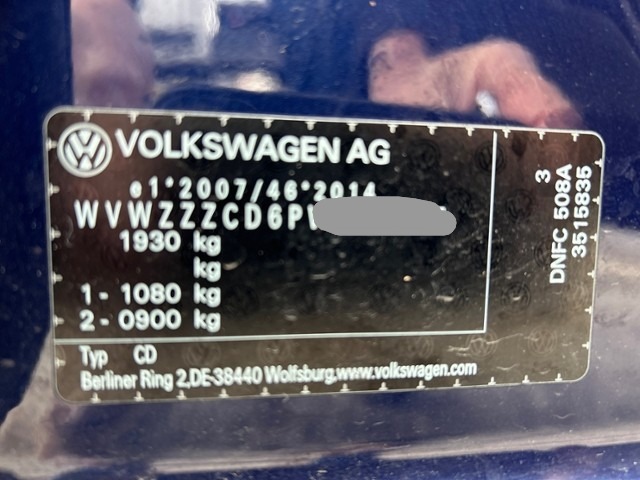 VOLKSWAGEN AG
e1*2007/46*2014
WVWZZZCD6P
1930 kg
kg
1 - 1080 kg
2 - 0900 kg
Typ CD
Berliner Ring 2,DE-38440 Wolfsburg,www.volkswagen.com
3
DNFC 508A
3515835